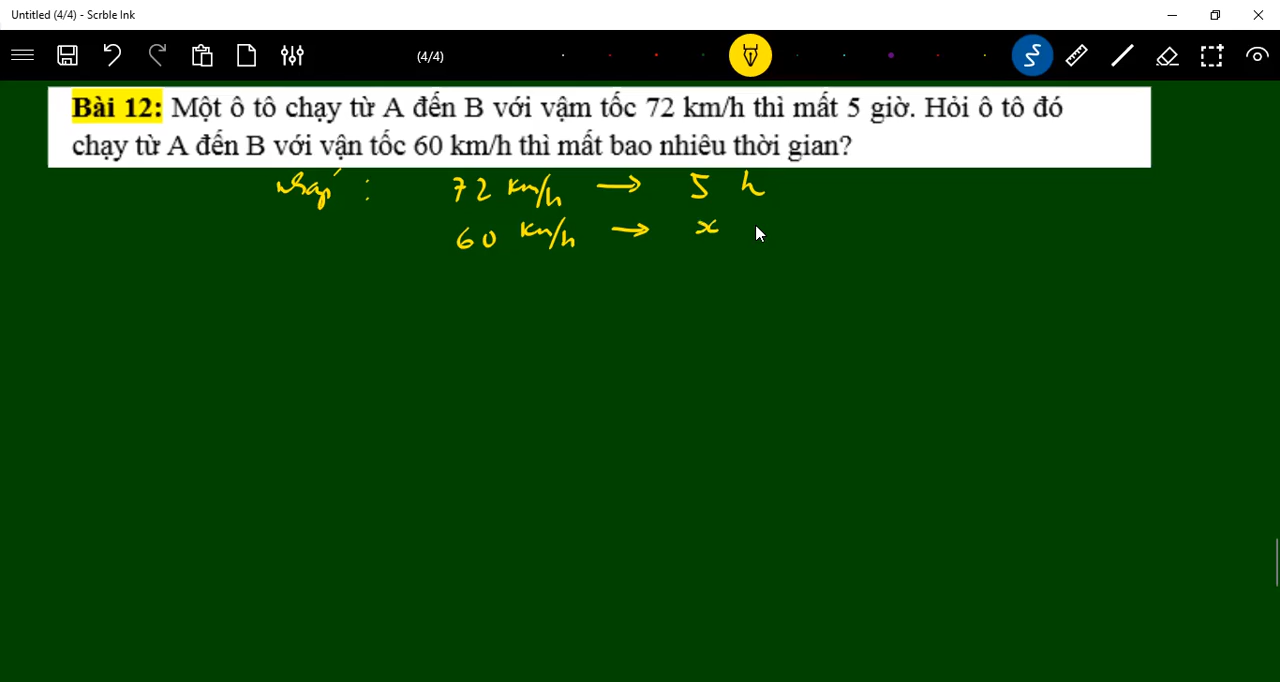 Untitled (4/4) - Scrble Ink
(4/4)
Bài 12: Một ô tô chạy từ A đến B với vậm tốc 72 km/h thì mất 5 giờ. Hỏi ô tô đó
chạy từ A đến B với vận tốc 60 km/h thì mất bao nhiêu thời gian?
nháp : 72 km/h → 5 h
60 km/h → x